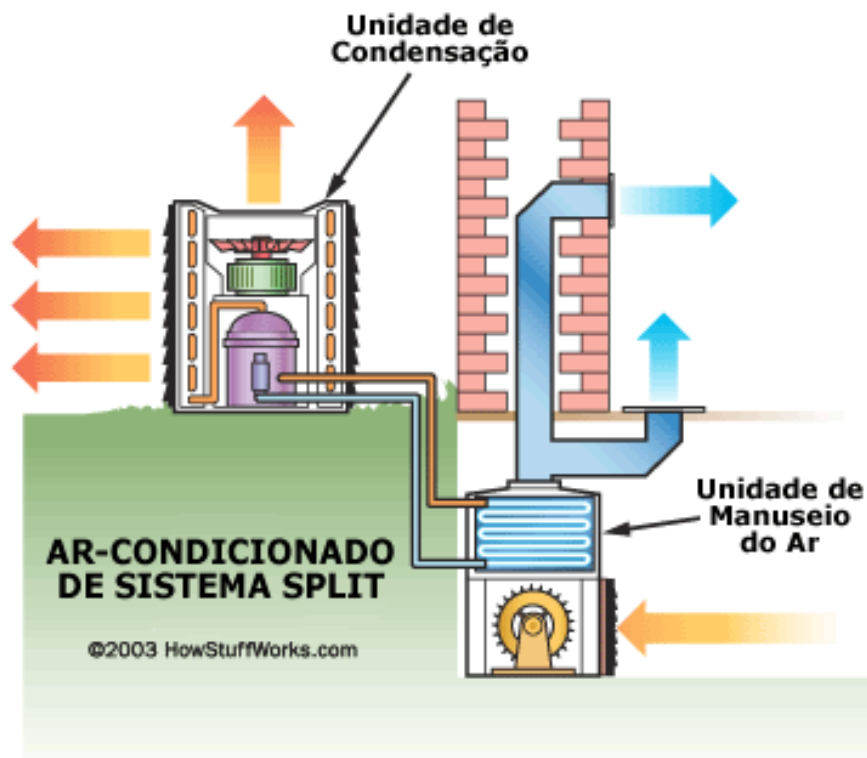 Unidade de
Condensação
Unidade de
Manuseio
do Ar
AR-CONDICIONADO
DE SISTEMA SPLIT
©2003 HowStuffWorks.com